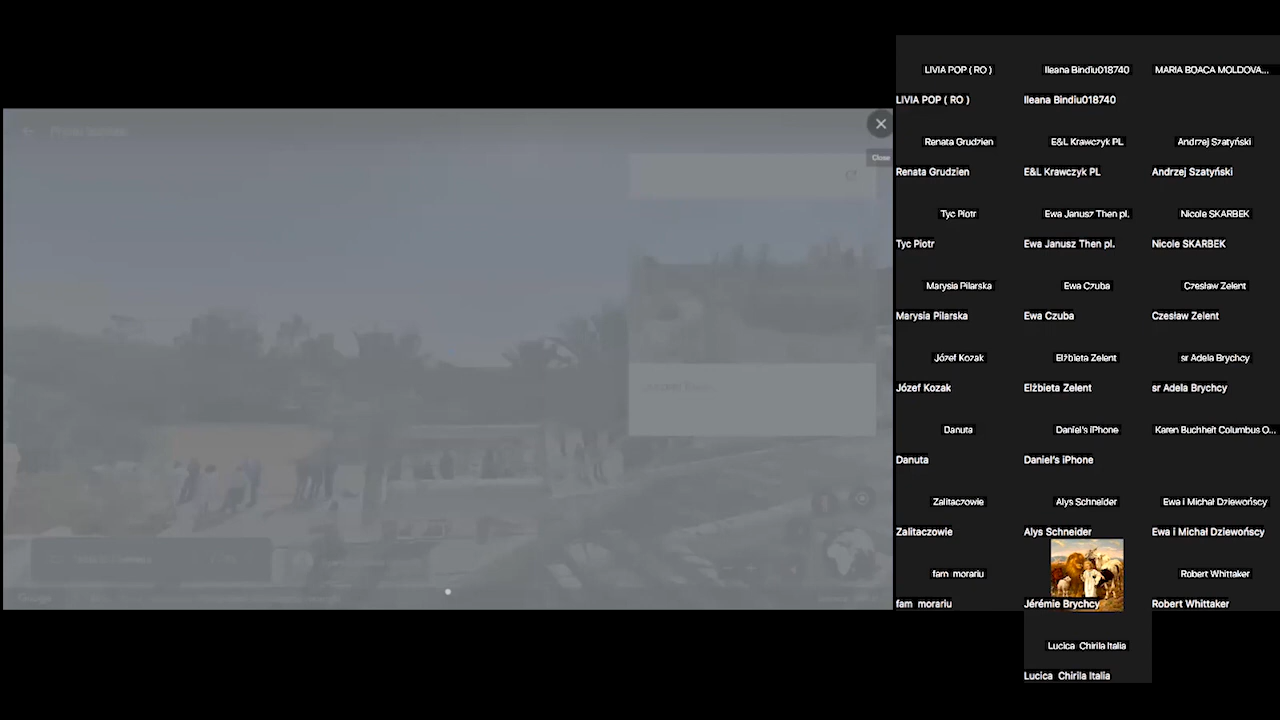 Close
Google
LIVIA POP ( RO )
Ileana Bindiu018740
MARIA BOACA MOLDOVA...
LIVIA POP ( RO )
Ileana Bindiu018740
Renata Grudzien
E&L Krawczyk PL
Andrzej Szatyński
Renata Grudzien
E&L Krawczyk PL
Andrzej Szatyński
Tyc Piotr
Ewa Janusz Then pl.
Nicole SKARBEK
Tyc Piotr
Ewa Janusz Then pl.
Nicole SKARBEK
Marysia Pilarska
Ewa Czuba
Czesław Zelent
Marysia Pilarska
Ewa Czuba
Czesław Zelent
Józef Kozak
Elżbieta Zelent
sr Adela Brychcy
Józef Kozak
Elżbieta Zelent
sr Adela Brychcy
Danuta
Daniel's iPhone
Karen Buchheit Columbus O...
Danuta
Daniel's iPhone
Zalitaczowie
Alys Schneider
Ewa i Michał Dziewońscy
Zalitaczowie
Alys Schneider
Ewa i Michał Dziewońscy
fam morariu
Robert Whittaker
fam morariu
Jérémie Brychcy
Robert Whittaker
Lucica Chirila Italia
Lucica Chirila Italia